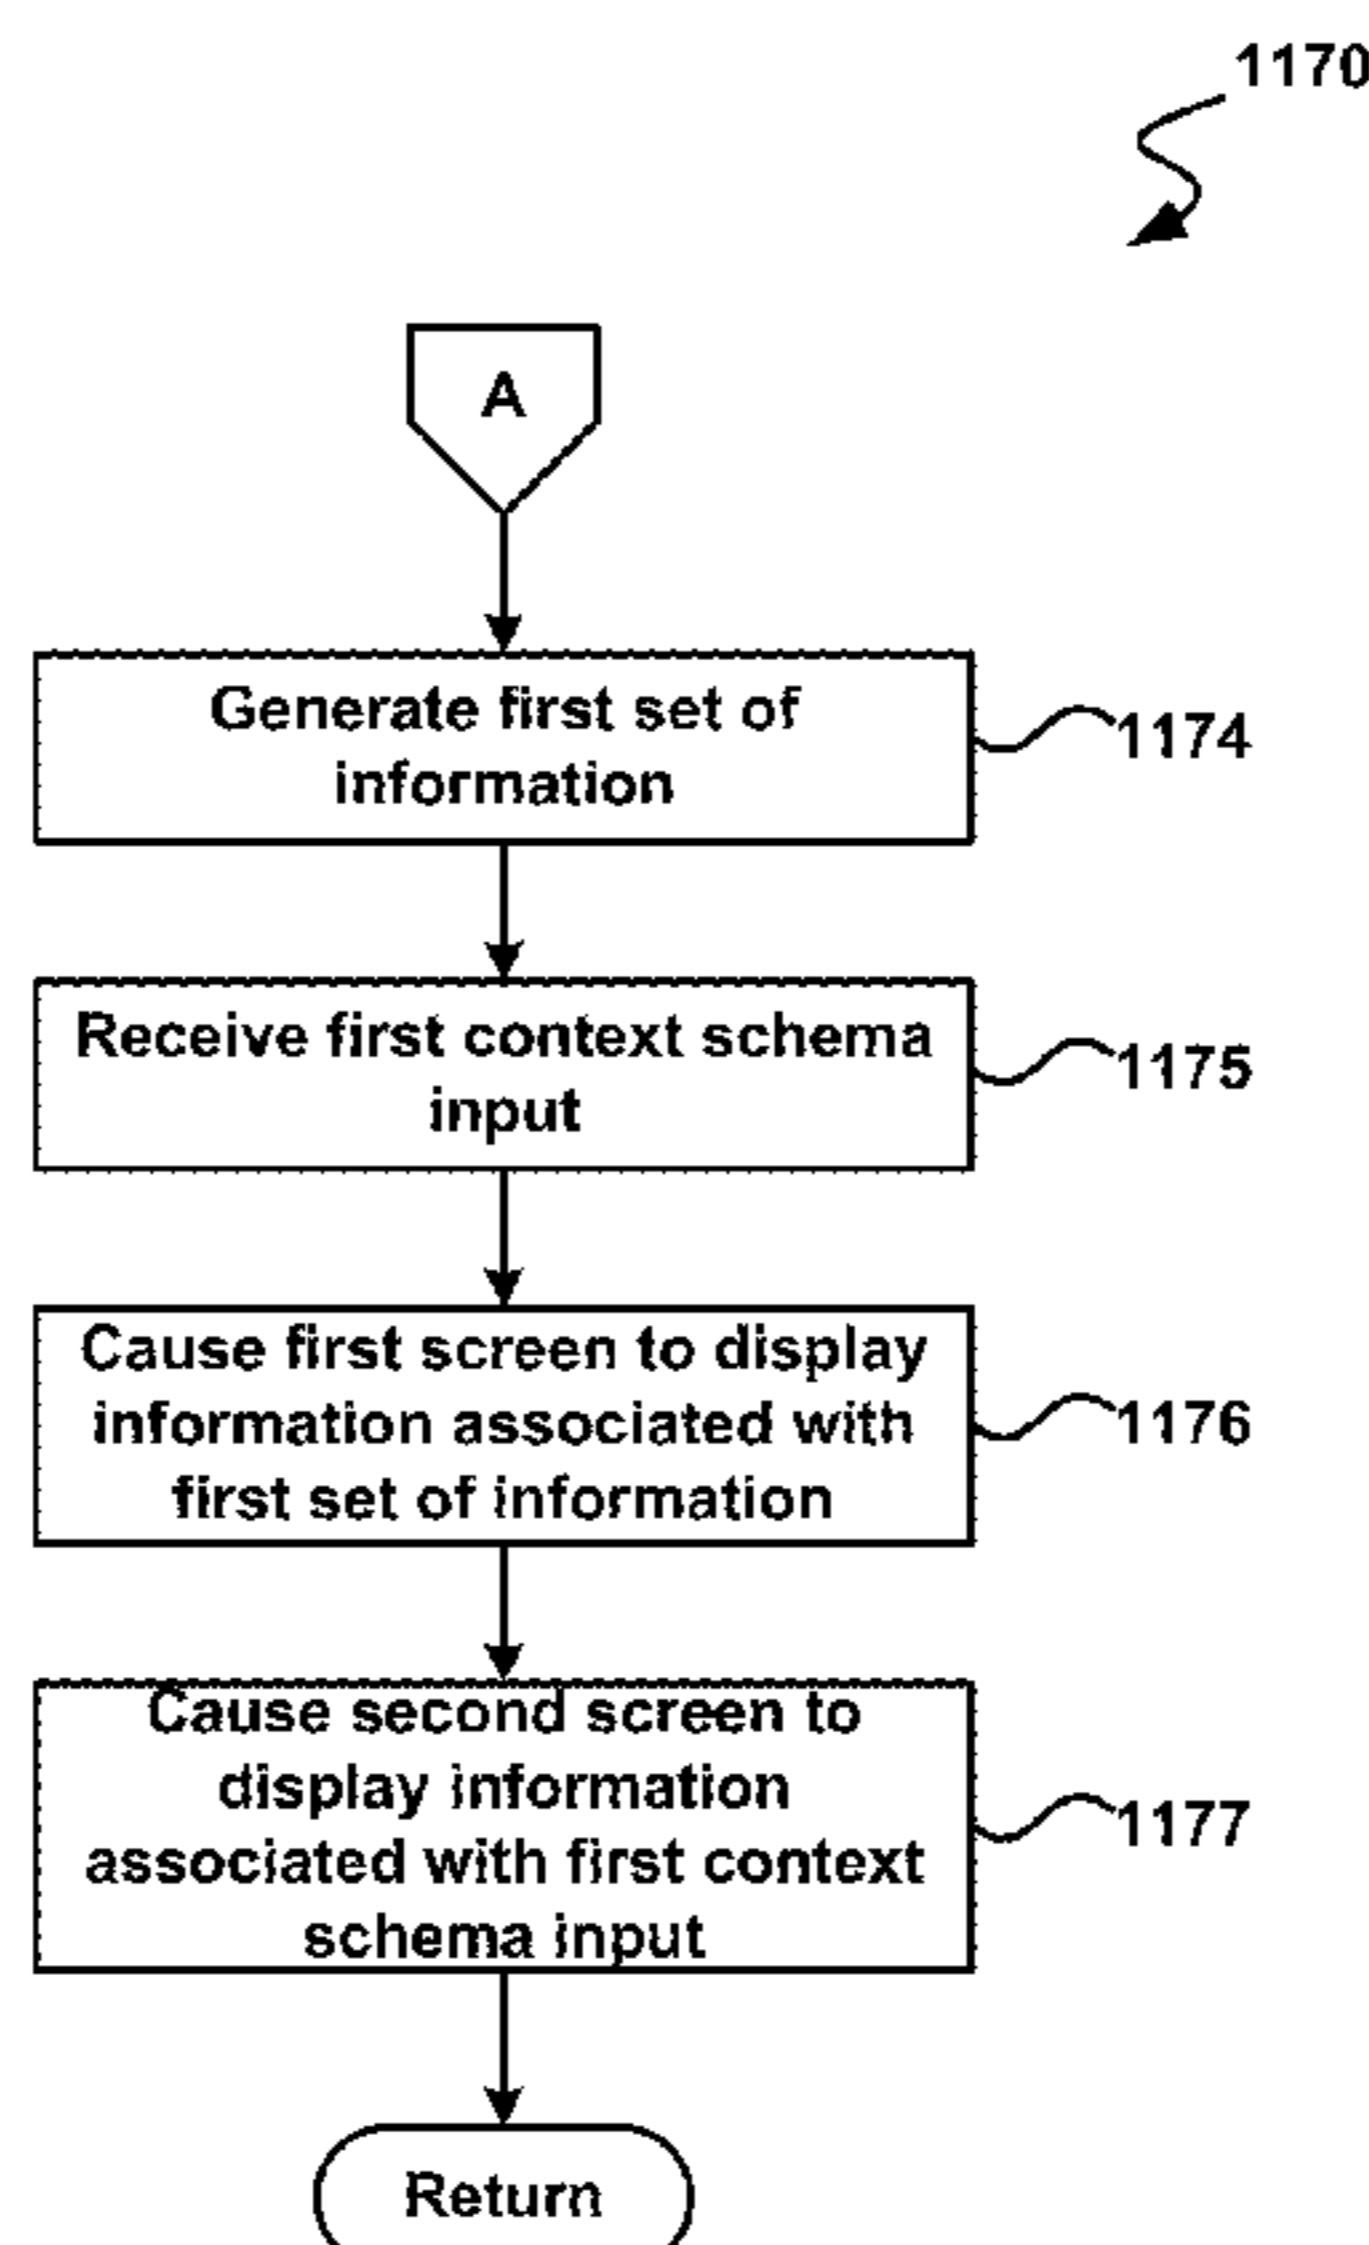 1170
A
Generate first set of
information
1174
Receive first context schema
input
1175
Cause first screen to display
information associated with
first set of information
1176
Cause second screen to
display information
associated with first context
schema input
1177
Return